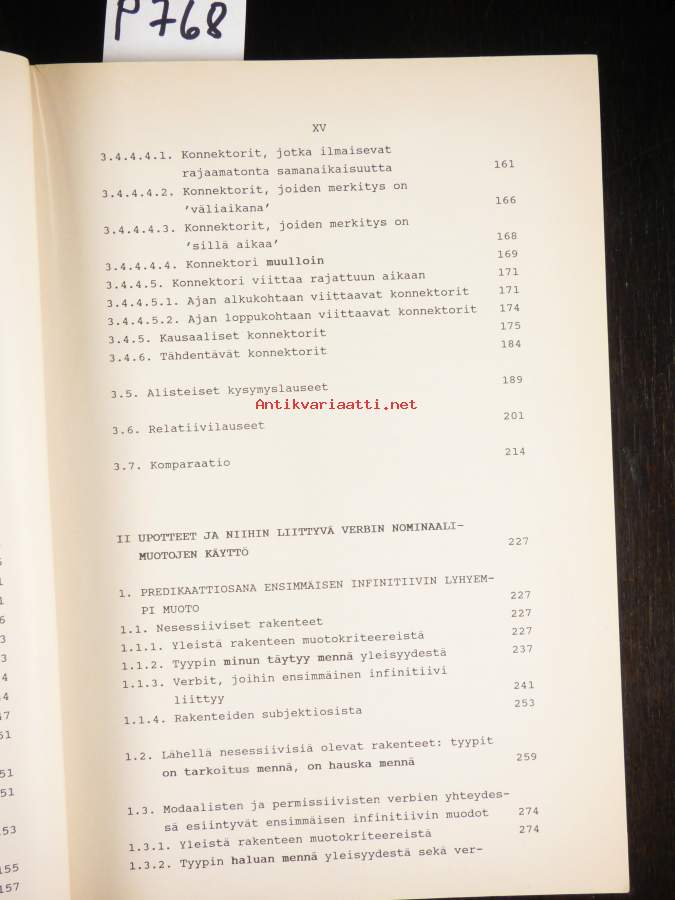 P768
XV
3.4.4.4.1. Konnektorit, jotka ilmaisevat
rajaamatonta samanaikaisuutta 161
3.4.4.4.2. Konnektorit, joiden merkitys on
'väliaikana' 166
3.4.4.4.3. Konnektorit, joiden merkitys on
'sillä aikaa' 168
3.4.4.4.4. Konnektori muulloin 169
3.4.4.5. Konnektori viittaa rajattuun aikaan 171
3.4.4.5.1. Ajan alkukohtaan viittaavat konnektorit 171
3.4.4.5.2. Ajan loppukohtaan viittaavat konnektorit 174
3.4.5. Kausaaliset konnektorit 175
3.4.6. Tähdentävät konnektorit 184
3.5. Alisteiset kysymyslauseet 189
Antikvariaatti.net
3.6. Relatiivilauseet 201
3.7. Komparaatio 214
II UPOTTEET JA NIIHIN LIITTYVÄ VERBIN NOMINAALI-
MUOTOJEN KÄYTTÖ 227
1. PREDIKAATTIOSANA ENSIMMÄISEN INFINITIIVIN LYHYEM-
PI MUOTO 227
1.1. Nesessiiviset rakenteet 227
1.1.1. Yleistä rakenteen muotokriteereistä 227
1.1.2. Tyypin minun täytyy mennä yleisyydestä 237
1.1.3. Verbit, joihin ensimmäinen infinitiivi
liittyy 241
1.1.4. Rakenteiden subjektiosista 253
1.2. Lähellä nesessiivisiä olevat rakenteet: tyypit
on tarkoitus mennä, on hauska mennä 259
1.3. Modaalisten ja permissiivisten verbien yhteydes-
sä esiintyvät ensimmäisen infinitiivin muodot 274
1.3.1. Yleistä rakenteen muotokriteereistä 274
1.3.2. Tyypin haluan mennä yleisyydestä sekä ver-
47
51
51
51
53
155
157